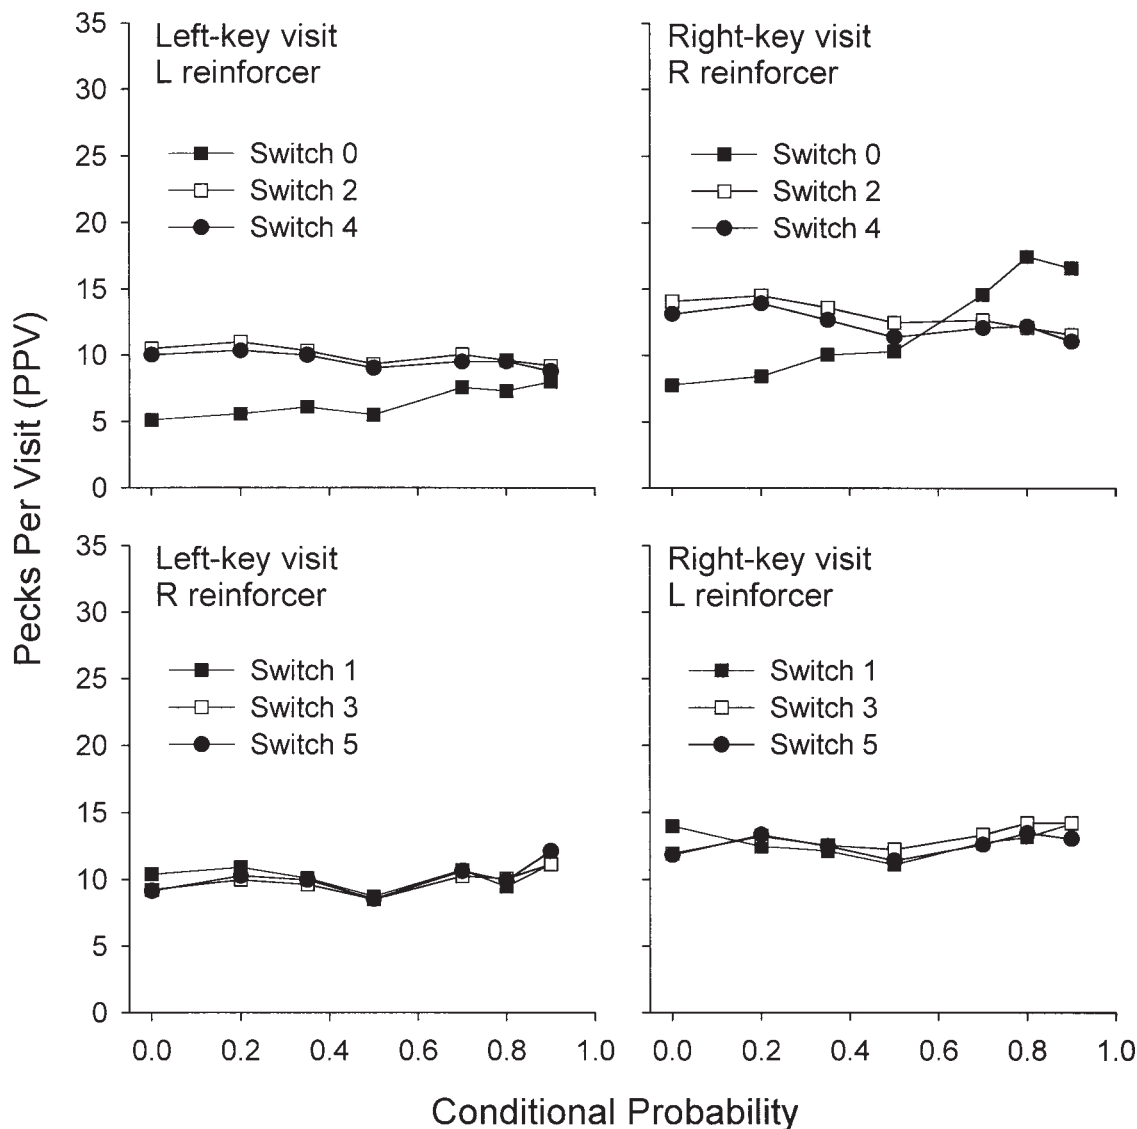 Pecks Per Visit (PPV)
35
30
25
20
15
10
5
0
Left-key visit
L reinforcer
Switch 0
Switch 2
Switch 4
Right-key visit
R reinforcer
Switch 0
Switch 2
Switch 4
35
30
25
20
15
10
5
0
Left-key visit
R reinforcer
Switch 1
Switch 3
Switch 5
Right-key visit
L reinforcer
Switch 1
Switch 3
Switch 5
0.0 0.2 0.4 0.6 0.8 1.0
0.0 0.2 0.4 0.6 0.8 1.0
Conditional Probability